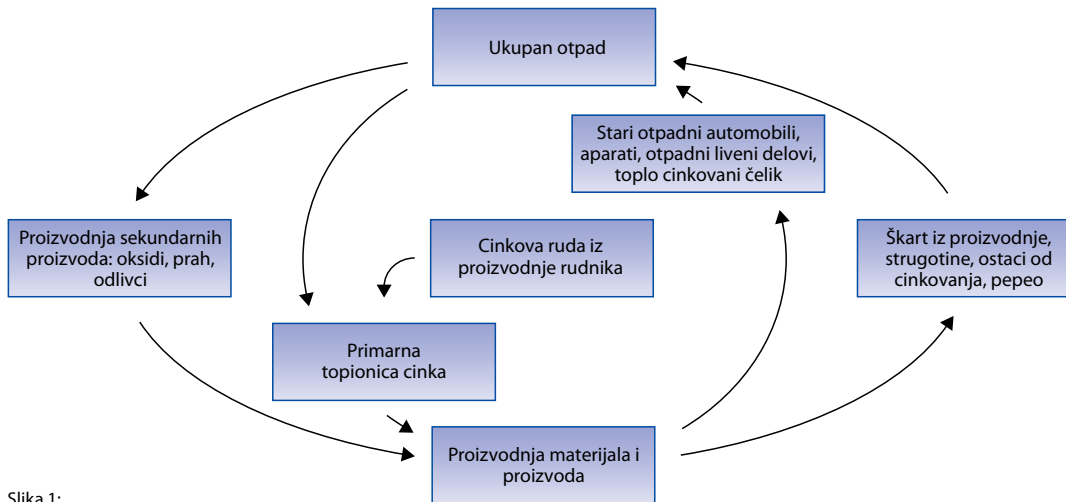 Ukupan otpad
Stari otpadni automobili,
aparati, otpadni liveni delovi,
toplo cinkovani čelik
Proizvodnja sekundarnih
proizvoda: oksidi, prah,
odlivci
Cinkova ruda iz
proizvodnje rudnika
Škart iz proizvodnje,
strugotine, ostaci od
cinkovanja, pepeo
Primarna
topionica cinka
Proizvodnja materijala i
proizvoda
Slika 1: